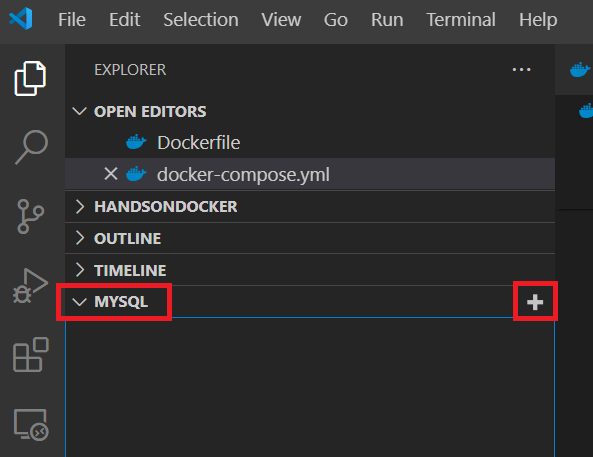 File Edit Selection View Go Run Terminal Help
EXPLORER
OPEN EDITORS
Dockerfile
docker-compose.yml
HANDSONDOCKER
OUTLINE
TIMELINE
MYSQL